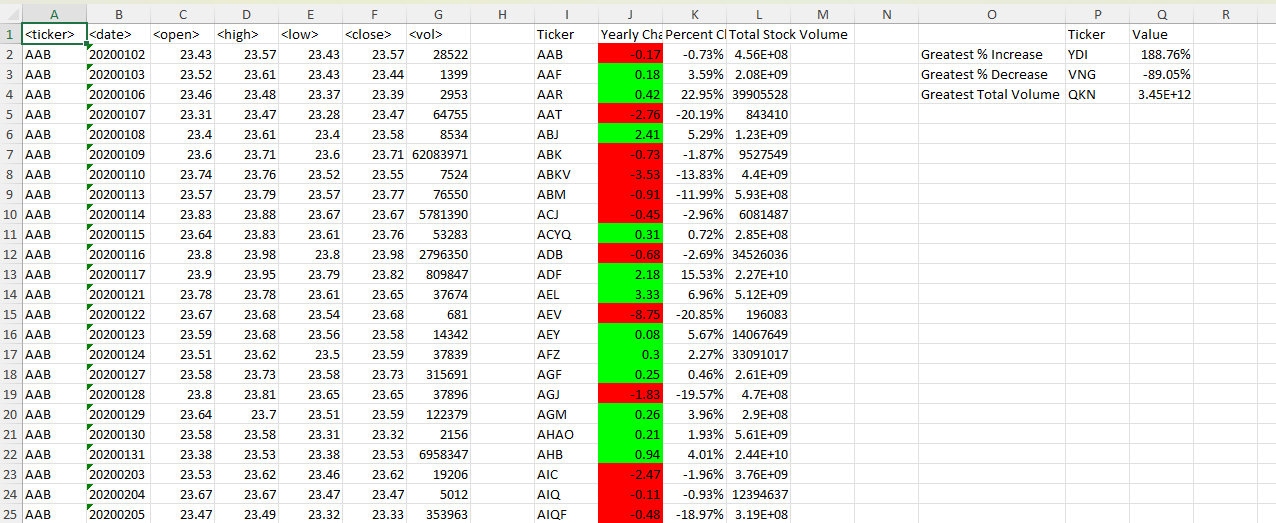 A B C D E F G H I J K L M N O P Q R
1 <ticker> <date> <open> <high> <low> <close> <vol> Ticker Yearly Cha Percent Cl Total Stock Volume Ticker Value
2 AAB 20200102 23.43 23.57 23.43 23.57 28522 AAB -0.17 -0.73% 4.56E+08 Greatest % Increase YDI 188.76%
3 AAB 20200103 23.52 23.61 23.43 23.44 1399 AAF 0.18 3.59% 2.08E+09 Greatest % Decrease VNG -89.05%
4 AAB 20200106 23.46 23.48 23.37 23.39 2953 AAR 0.42 22.95% 39905528 Greatest Total Volume QKN 3.45E+12
5 AAB 20200107 23.31 23.47 23.28 23.47 64755 AAT -2.76 -20.19% 843410
6 AAB 20200108 23.4 23.61 23.4 23.58 8534 ABJ 2.41 5.29% 1.23E+09
7 AAB 20200109 23.6 23.71 23.6 23.71 62083971 ABK -0.73 -1.87% 9527549
8 AAB 20200110 23.74 23.76 23.52 23.55 7524 ABKV -3.53 -13.83% 4.4E+09
9 AAB 20200113 23.57 23.79 23.57 23.77 76550 ABM -0.91 -11.99% 5.93E+08
10 AAB 20200114 23.83 23.88 23.67 23.67 5781390 ACJ -0.45 -2.96% 6081487
11 AAB 20200115 23.64 23.83 23.61 23.76 53283 ACYQ 0.31 0.72% 2.85E+08
12 AAB 20200116 23.8 23.98 23.8 23.98 2796350 ADB -0.68 -2.69% 34526036
13 AAB 20200117 23.9 23.95 23.79 23.82 809847 ADF 2.18 15.53% 2.27E+10
14 AAB 20200121 23.78 23.78 23.61 23.65 37674 AEL 3.33 6.96% 5.12E+09
15 AAB 20200122 23.67 23.68 23.54 23.68 681 AEV -8.75 -20.85% 196083
16 AAB 20200123 23.59 23.68 23.56 23.58 14342 AEY 0.08 5.67% 14067649
17 AAB 20200124 23.51 23.62 23.5 23.59 37839 AFZ 0.3 2.27% 33091017
18 AAB 20200127 23.58 23.73 23.58 23.73 315691 AGF 0.25 0.46% 2.61E+09
19 AAB 20200128 23.8 23.81 23.65 23.65 37896 AGJ -1.83 -19.57% 4.7E+08
20 AAB 20200129 23.64 23.7 23.51 23.59 122379 AGM 0.26 3.96% 2.9E+08
21 AAB 20200130 23.58 23.58 23.31 23.32 2156 AHAO 0.21 1.93% 5.61E+09
22 AAB 20200131 23.38 23.53 23.38 23.53 6958347 AHB 0.94 4.01% 2.44E+10
23 AAB 20200203 23.53 23.62 23.46 23.62 19206 AIC -2.47 -1.96% 3.76E+09
24 AAB 20200204 23.67 23.67 23.47 23.47 5012 AIQ -0.11 -0.93% 12394637
25 AAB 20200205 23.47 23.49 23.32 23.33 353963 AIQF -0.48 -18.97% 3.19E+08